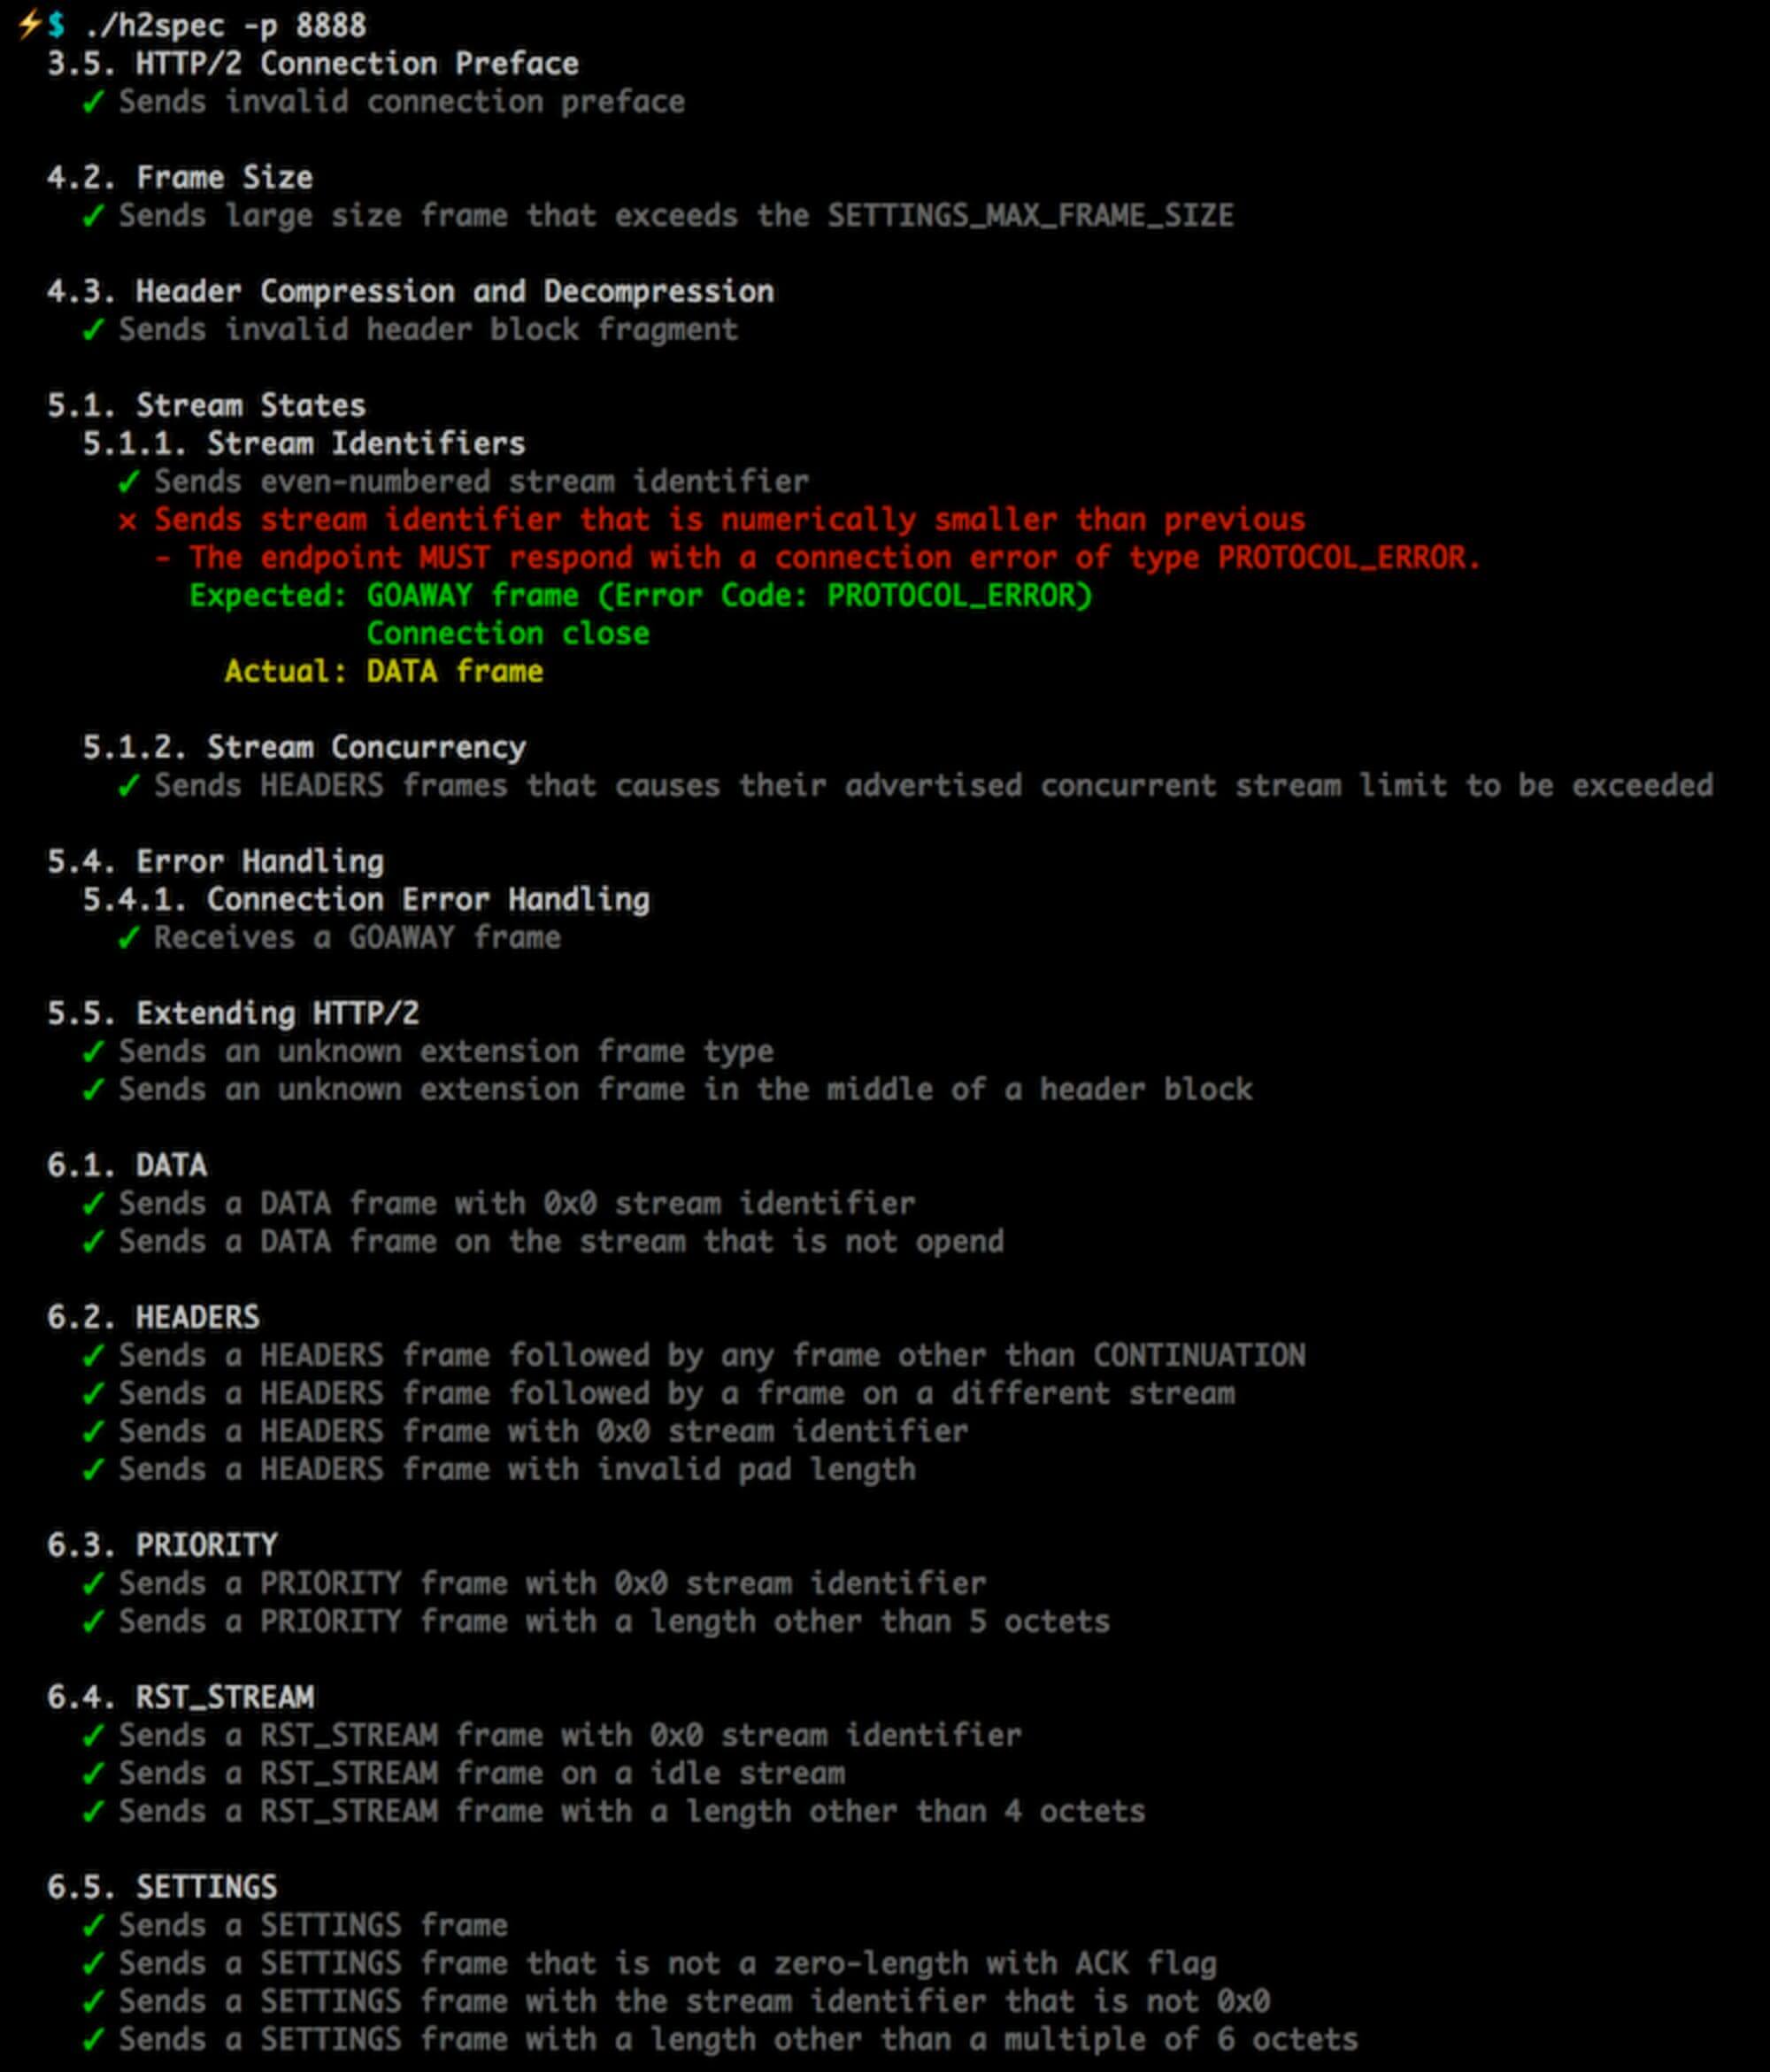 ⚡$ ./h2spec -p 8888
3.5. HTTP/2 Connection Preface
✓ Sends invalid connection preface
4.2. Frame Size
✓ Sends large size frame that exceeds the SETTINGS_MAX_FRAME_SIZE
4.3. Header Compression and Decompression
✓ Sends invalid header block fragment
5.1. Stream States
5.1.1. Stream Identifiers
✓ Sends even-numbered stream identifier
× Sends stream identifier that is numerically smaller than previous
- The endpoint MUST respond with a connection error of type PROTOCOL_ERROR.
Expected: GOAWAY frame (Error Code: PROTOCOL_ERROR)
Connection close
Actual: DATA frame
5.1.2. Stream Concurrency
✓ Sends HEADERS frames that causes their advertised concurrent stream limit to be exceeded
5.4. Error Handling
5.4.1. Connection Error Handling
✓ Receives a GOAWAY frame
5.5. Extending HTTP/2
✓ Sends an unknown extension frame type
✓ Sends an unknown extension frame in the middle of a header block
6.1. DATA
✓ Sends a DATA frame with 0x0 stream identifier
✓ Sends a DATA frame on the stream that is not opend
6.2. HEADERS
✓ Sends a HEADERS frame followed by any frame other than CONTINUATION
✓ Sends a HEADERS frame followed by a frame on a different stream
✓ Sends a HEADERS frame with 0x0 stream identifier
✓ Sends a HEADERS frame with invalid pad length
6.3. PRIORITY
✓ Sends a PRIORITY frame with 0x0 stream identifier
✓ Sends a PRIORITY frame with a length other than 5 octets
6.4. RST_STREAM
✓ Sends a RST_STREAM frame with 0x0 stream identifier
✓ Sends a RST_STREAM frame on a idle stream
✓ Sends a RST_STREAM frame with a length other than 4 octets
6.5. SETTINGS
✓ Sends a SETTINGS frame
✓ Sends a SETTINGS frame that is not a zero-length with ACK flag
✓ Sends a SETTINGS frame with the stream identifier that is not 0x0
✓ Sends a SETTINGS frame with a length other than a multiple of 6 octets